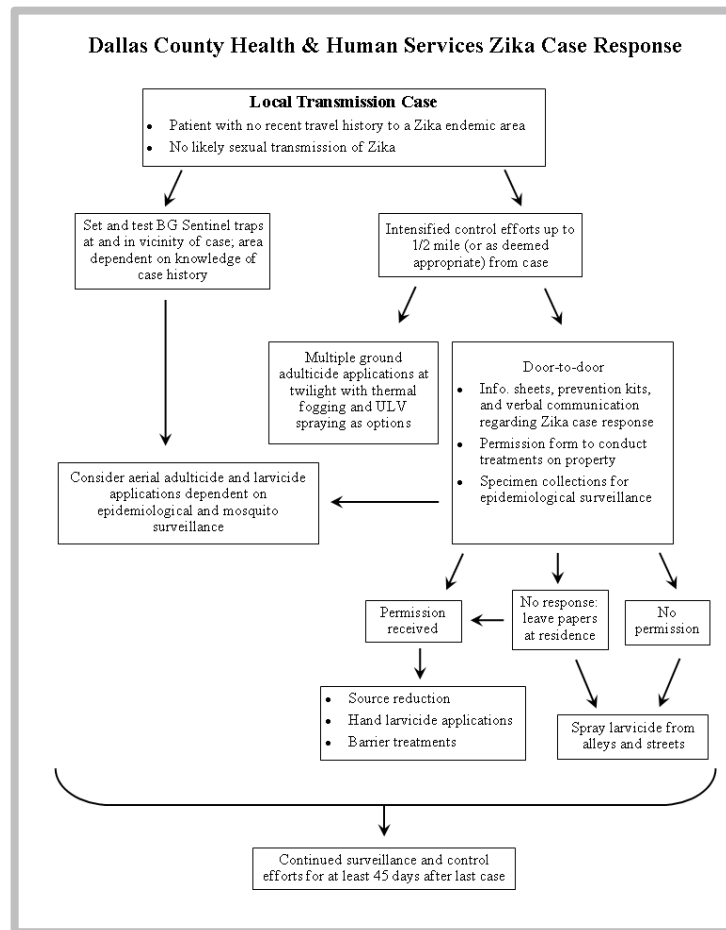 Dallas County Health & Human Services Zika Case Response
Local Transmission Case
• Patient with no recent travel history to a Zika endemic area
• No likely sexual transmission of Zika
Set and test BG Sentinel traps
at and in vicinity of case; area
dependent on knowledge of
case history
Intensified control efforts up to
1/2 mile (or as deemed
appropriate) from case
Multiple ground
adulticide applications at
twilight with thermal
fogging and ULV
spraying as options
Door-to-door
• Info. sheets, prevention kits,
and verbal communication
regarding Zika case response
• Permission form to conduct
treatments on property
• Specimen collections for
epidemiological surveillance
Consider aerial adulticide and larvicide
applications dependent on
epidemiological and mosquito
surveillance
Permission
received
No response:
leave papers
at residence
No
permission
• Source reduction
• Hand larvicide applications
• Barrier treatments
Spray larvicide from
alleys and streets
Continued surveillance and control
efforts for at least 45 days after last case